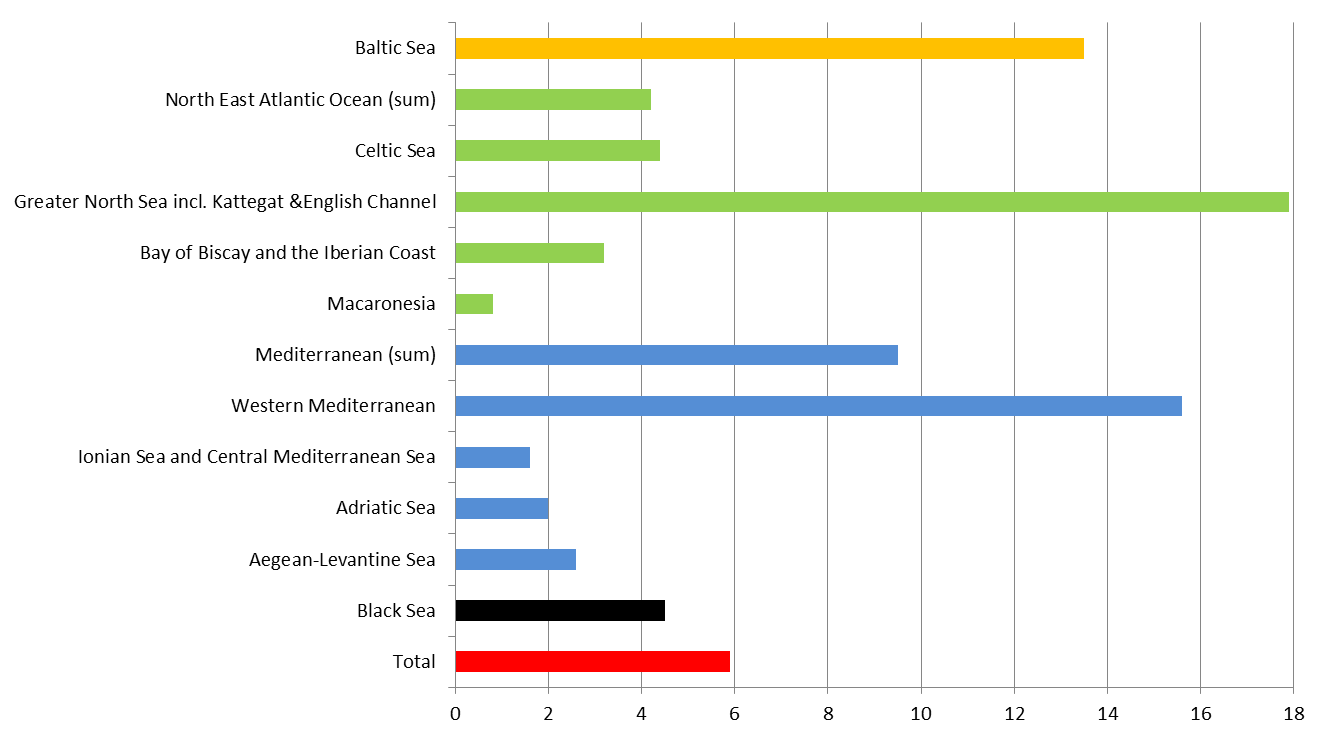 Baltic Sea
North East Atlantic Ocean (sum)
Celtic Sea
Greater North Sea incl. Kattegat &English Channel
Bay of Biscay and the Iberian Coast
Macaronesia
Mediterranean (sum)
Western Mediterranean
Ionian Sea and Central Mediterranean Sea
Adriatic Sea
Aegean-Levantine Sea
Black Sea
Total
0 2 4 6 8 10 12 14 16 18